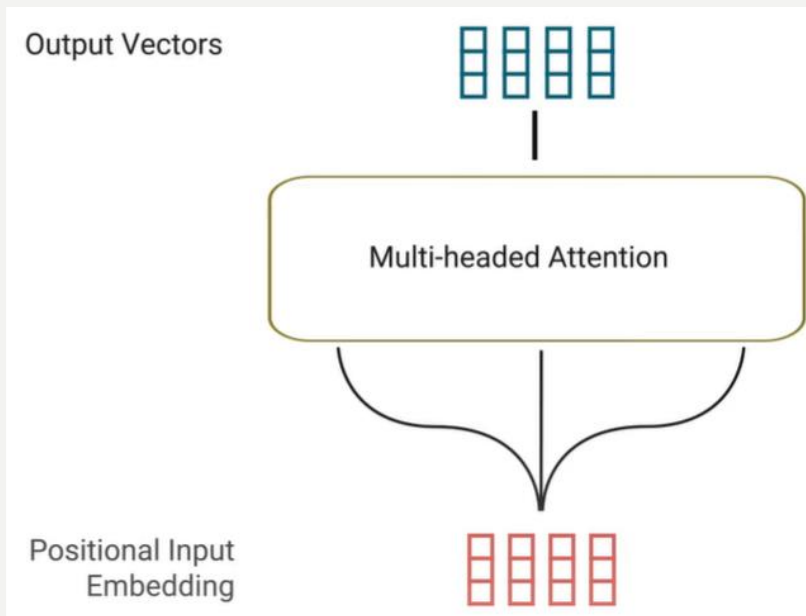 Output Vectors
Multi-headed Attention
Positional Input
Embedding